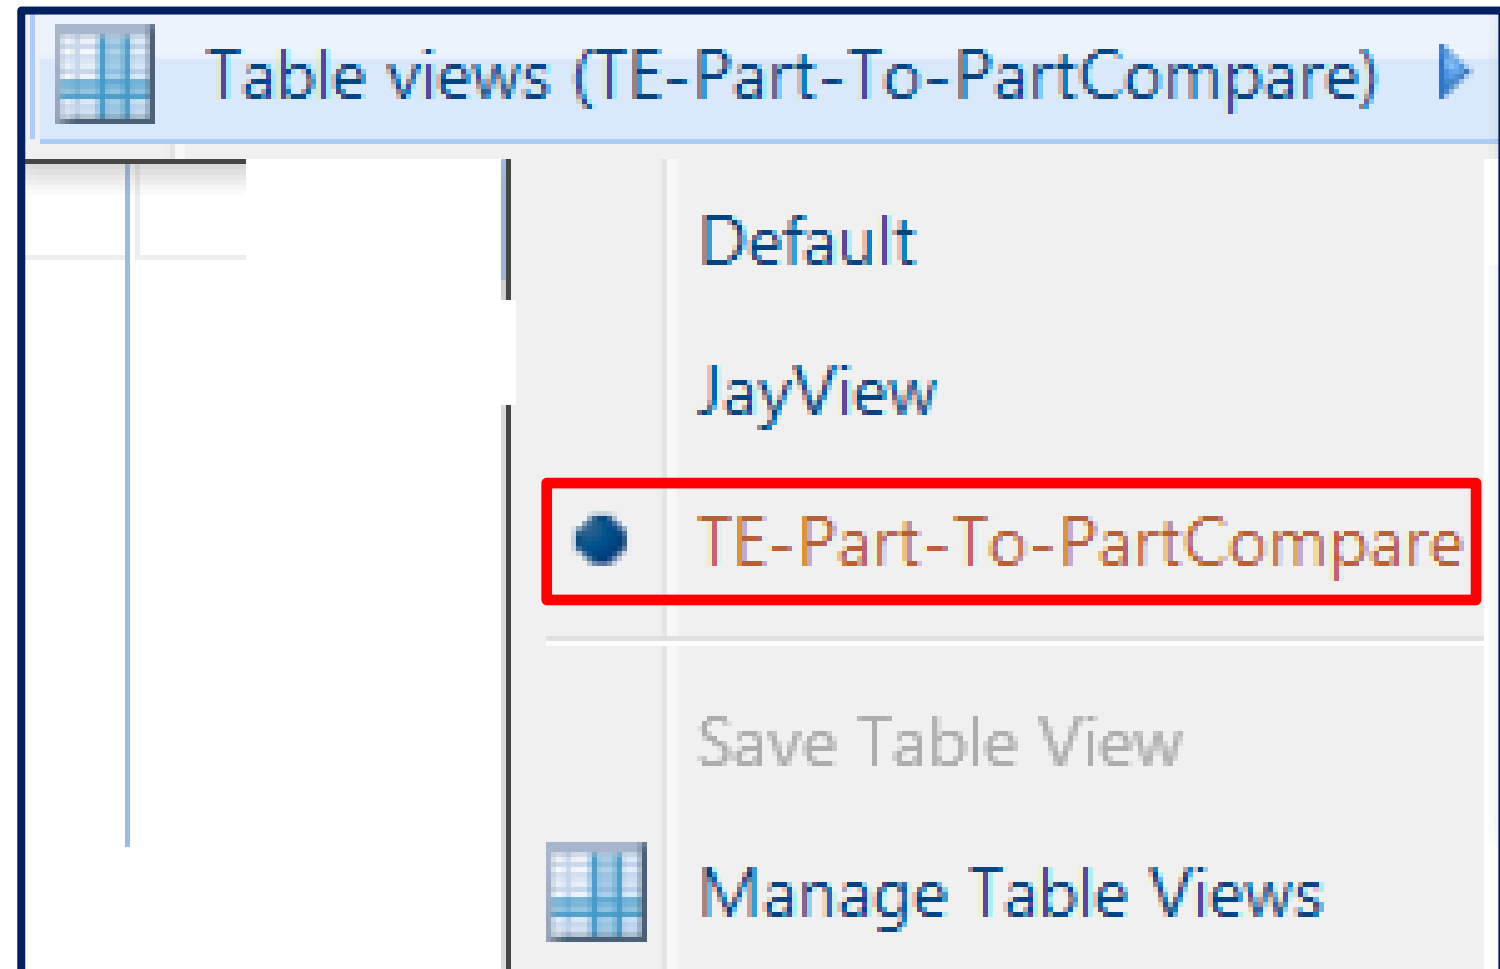 Table views (TE-Part-To-PartCompare)
Default
JayView
TE-Part-To-PartCompare
Save Table View
Manage Table Views